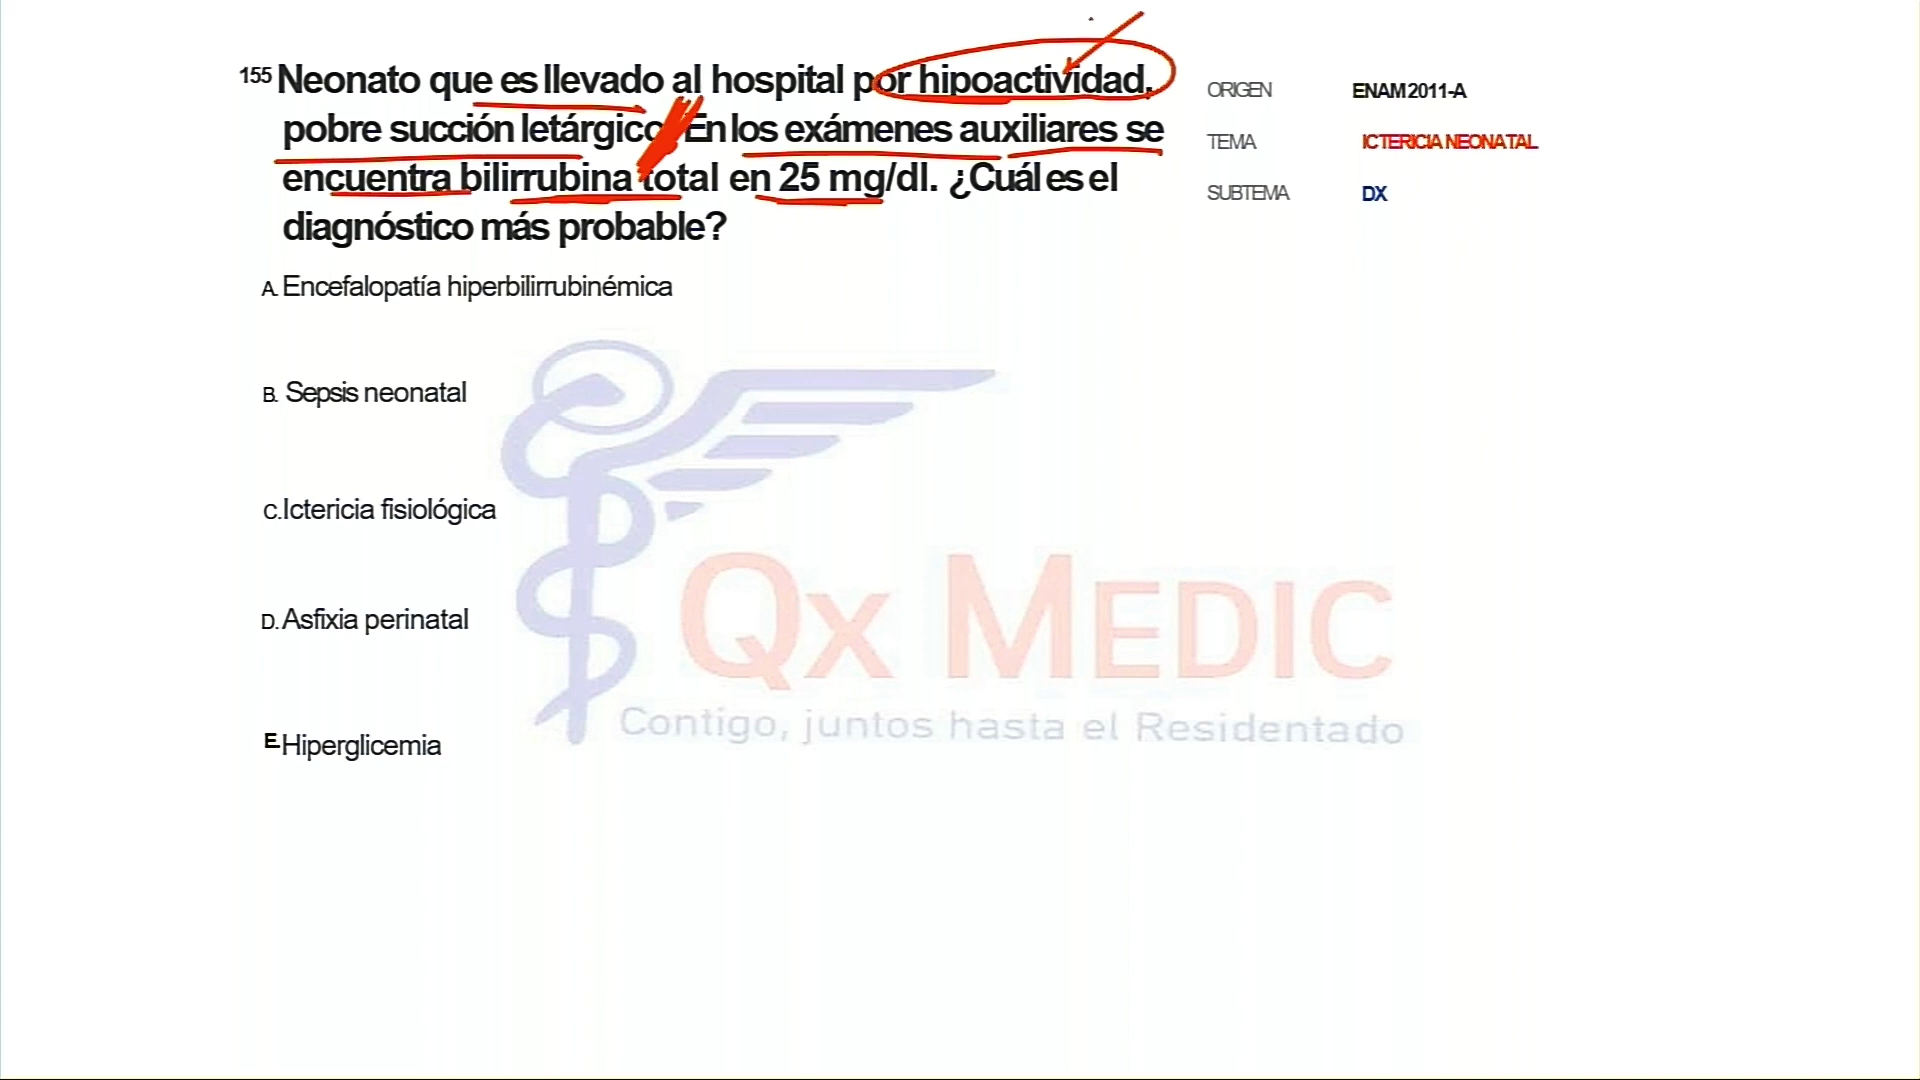 155 Neonato que es llevado al hospital por hipoactividad,
pobre succión letárgico. En los exámenes auxiliares se
encuentra bilirrubina total en 25 mg/dl. ¿Cuál es el
diagnóstico más probable?
ORIGEN ENAM 2011-A
TEMA ICTERICIA NEONATAL
SUBTEMA DX
A. Encefalopatía hiperbilirrubinémica
B. Sepsis neonatal
C. Ictericia fisiológica
D. Asfixia perinatal
E. Hiperglicemia
QX MEDIC
Contigo, juntos hasta el Residentado